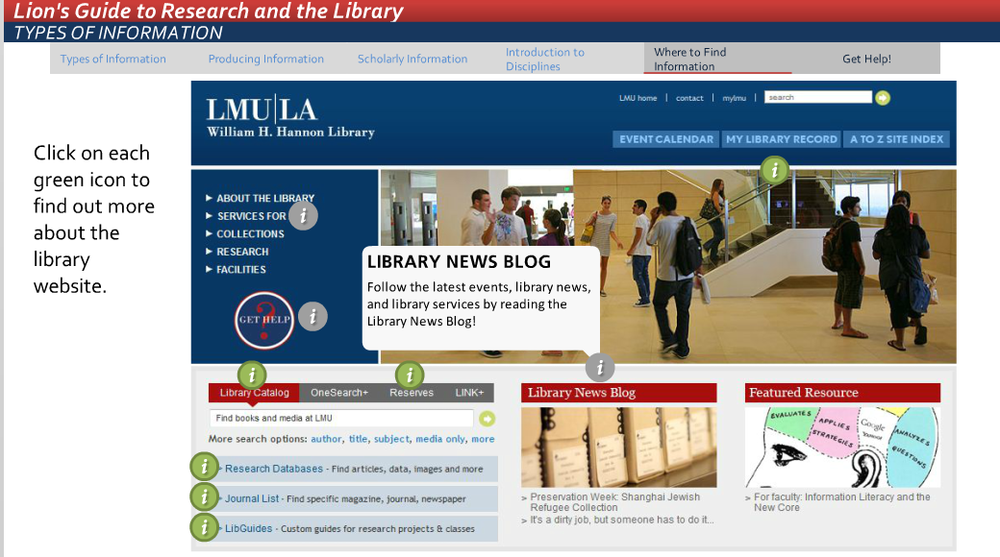 Lion's Guide to Research and the Library
TYPES OF INFORMATION
Types of Information
Producing Information
Scholarly Information
Introduction to
Disciplines
Where to Find
Information
Get Help!
Click on each
green icon to
find out more
about the
library
website.
LMU|LA
William H. Hannon Library
LMU home | contact | mylmu |
search
EVENT CALENDAR
MY LIBRARY RECORD
A TO Z SITE INDEX
i
ABOUT THE LIBRARY
SERVICES FOR
i
COLLECTIONS
RESEARCH
FACILITIES
?
GET HELP
i
LIBRARY NEWS BLOG
Follow the latest events, library news,
and library services by reading the
Library News Blog!
i
i
i
Library Catalog
OneSearch+
Reserves
LINK+
Find books and media at LMU
More search options: author, title, subject, media only, more
i
Research Databases - Find articles, data, images and more
i
Journal List - Find specific magazine, journal, newspaper
i
LibGuides - Custom guides for research projects & classes
Library News Blog
> Preservation Week: Shanghai Jewish
Refugee Collection
> It's a dirty job, but someone has to do it...
Featured Resource
EVALUATES
APPLIES
STRATEGIES
Google
ANALYZES
QUESTIONS
> For faculty: Information Literacy and the
New Core